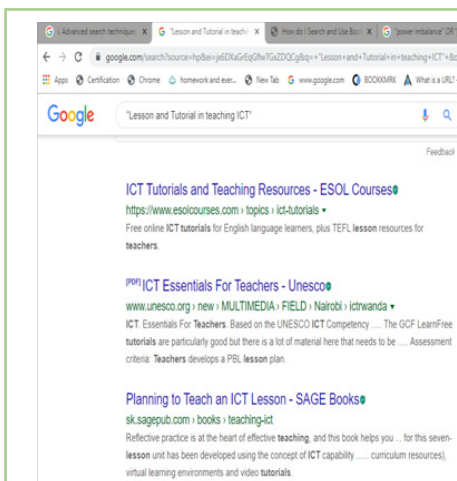 Advanced search techniques
"Lesson and Tutorial in teachin
How do I Search and Use Bool
"power imbalance" OR "
google.com/search?source=hp&ei=
"Lesson+and+Tutorial+in+teaching+ICT"+&
Apps Certification Chrome homework and exer... New Tab www.google.com BOOKKMRK What is a URL?
Google
"Lesson and Tutorial in teaching ICT"
Feedback
ICT Tutorials and Teaching Resources - ESOL Courses
https://www.esolcourses.com › topics › ict-tutorials
Free online ICT tutorials for English language learners, plus TEFL lesson resources for
teachers.
[PDF] ICT Essentials For Teachers - Unesco
www.unesco.org › new › MULTIMEDIA › FIELD › Nairobi › ictrwanda
ICT. Essentials For Teachers. Based on the UNESCO ICT Competency ..... The GCF LearnFree
tutorials are particularly good but there is a lot of material here that needs to be ..... Assessment
criteria: Teachers develop a PBL lesson plan.
Planning to Teach an ICT Lesson - SAGE Books
sk.sagepub.com › books › teaching-ict
Reflective practice is at the heart of effective teaching, and this book helps you ... for this seven-
lesson unit has been developed using the concept of ICT capability ...... curriculum resources),
virtual learning environments and video tutorials.